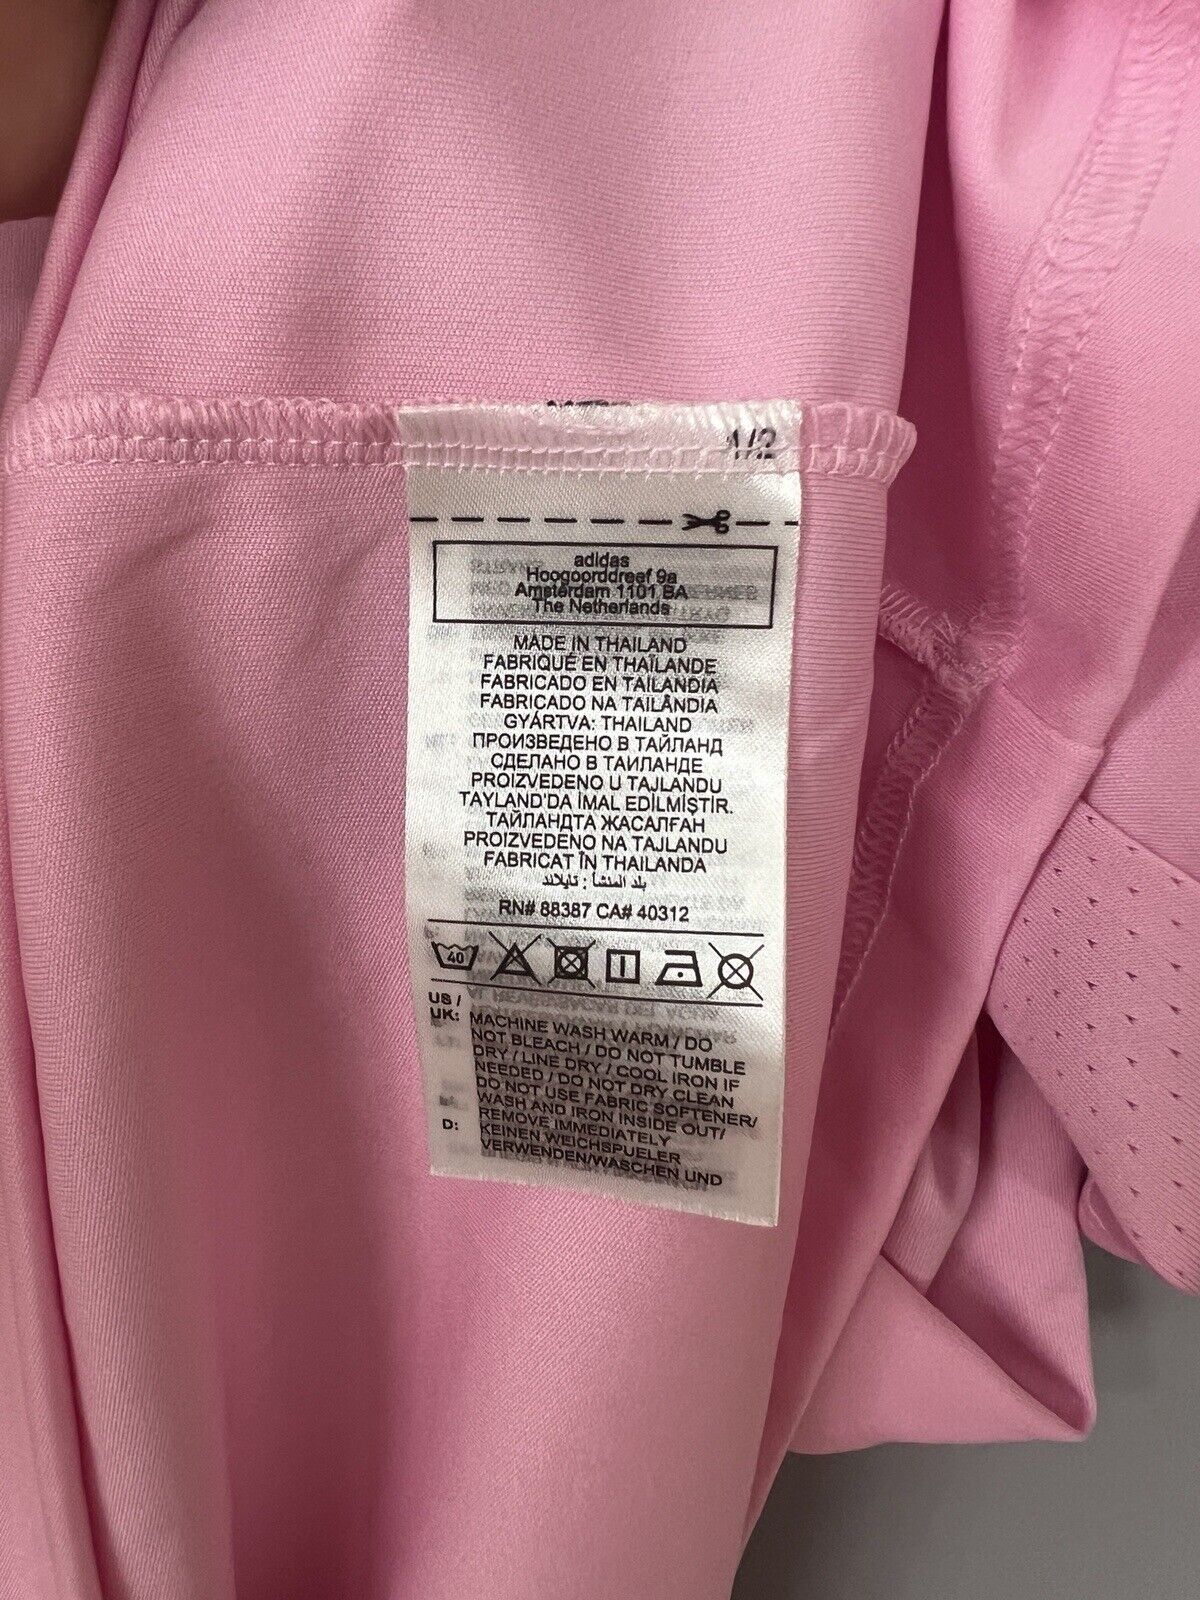 1/2
adidas
Hoogoorddreef 9a
Amsterdam 1101 BA
The Netherlands
MADE IN THAILAND
FABRIQUÉ EN THAÏLANDE
FABRICADO EN TAILANDIA
FABRICADO NA TAILÂNDIA
GYÁRTVA: THAILAND
ПРОИЗВЕДЕНО В ТАЙЛАНД
СДЕЛАНО В ТАИЛАНДЕ
PROIZVEDENO U TAJLANDU
TAYLAND'DA İMAL EDİLMİŞTİR.
ТАЙЛАНДТА ЖАСАЛҒАН
PROIZVEDENO NA TAJLANDU
FABRICAT ÎN THAILANDA
بلد المنشأ : تايلاند
RN# 88387 CA# 40312
40
US /
UK: MACHINE WASH WARM / DO
NOT BLEACH / DO NOT TUMBLE
DRY / LINE DRY / COOL IRON IF
NEEDED / DO NOT DRY CLEAN
DO NOT USE FABRIC SOFTENER/
WASH AND IRON INSIDE OUT/
REMOVE IMMEDIATELY
D: KEINEN WEICHSPUELER
VERWENDEN/WASCHEN UND